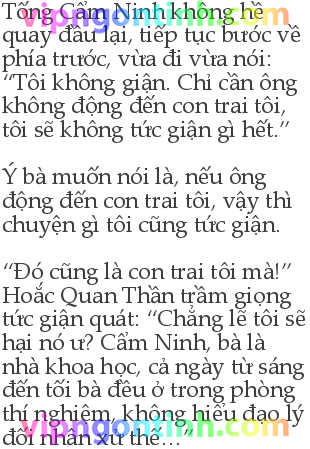 Tống Cẩm Ninh không hề
quay đầu lại, tiếp tục bước về
phía trước, vừa đi vừa nói:
“Tôi không giận. Chỉ cần ông
không động đến con trai tôi,
tôi sẽ không tức giận gì hết.”
Ý bà muốn nói là, nếu ông
động đến con trai tôi, vậy thì
chuyện gì tôi cũng tức giận.
“Đó cũng là con trai tôi mà!”
Hoắc Quan Thần trầm giọng
tức giận quát: “Chẳng lẽ tôi sẽ
hại nó ư? Cẩm Ninh, bà là
nhà khoa học, cả ngày từ sáng
đến tối bà đều ở trong phòng
thí nghiệm, không hiểu đạo lý
đối nhân xử thế…”
vipngontinh.com
vipngontinh.com